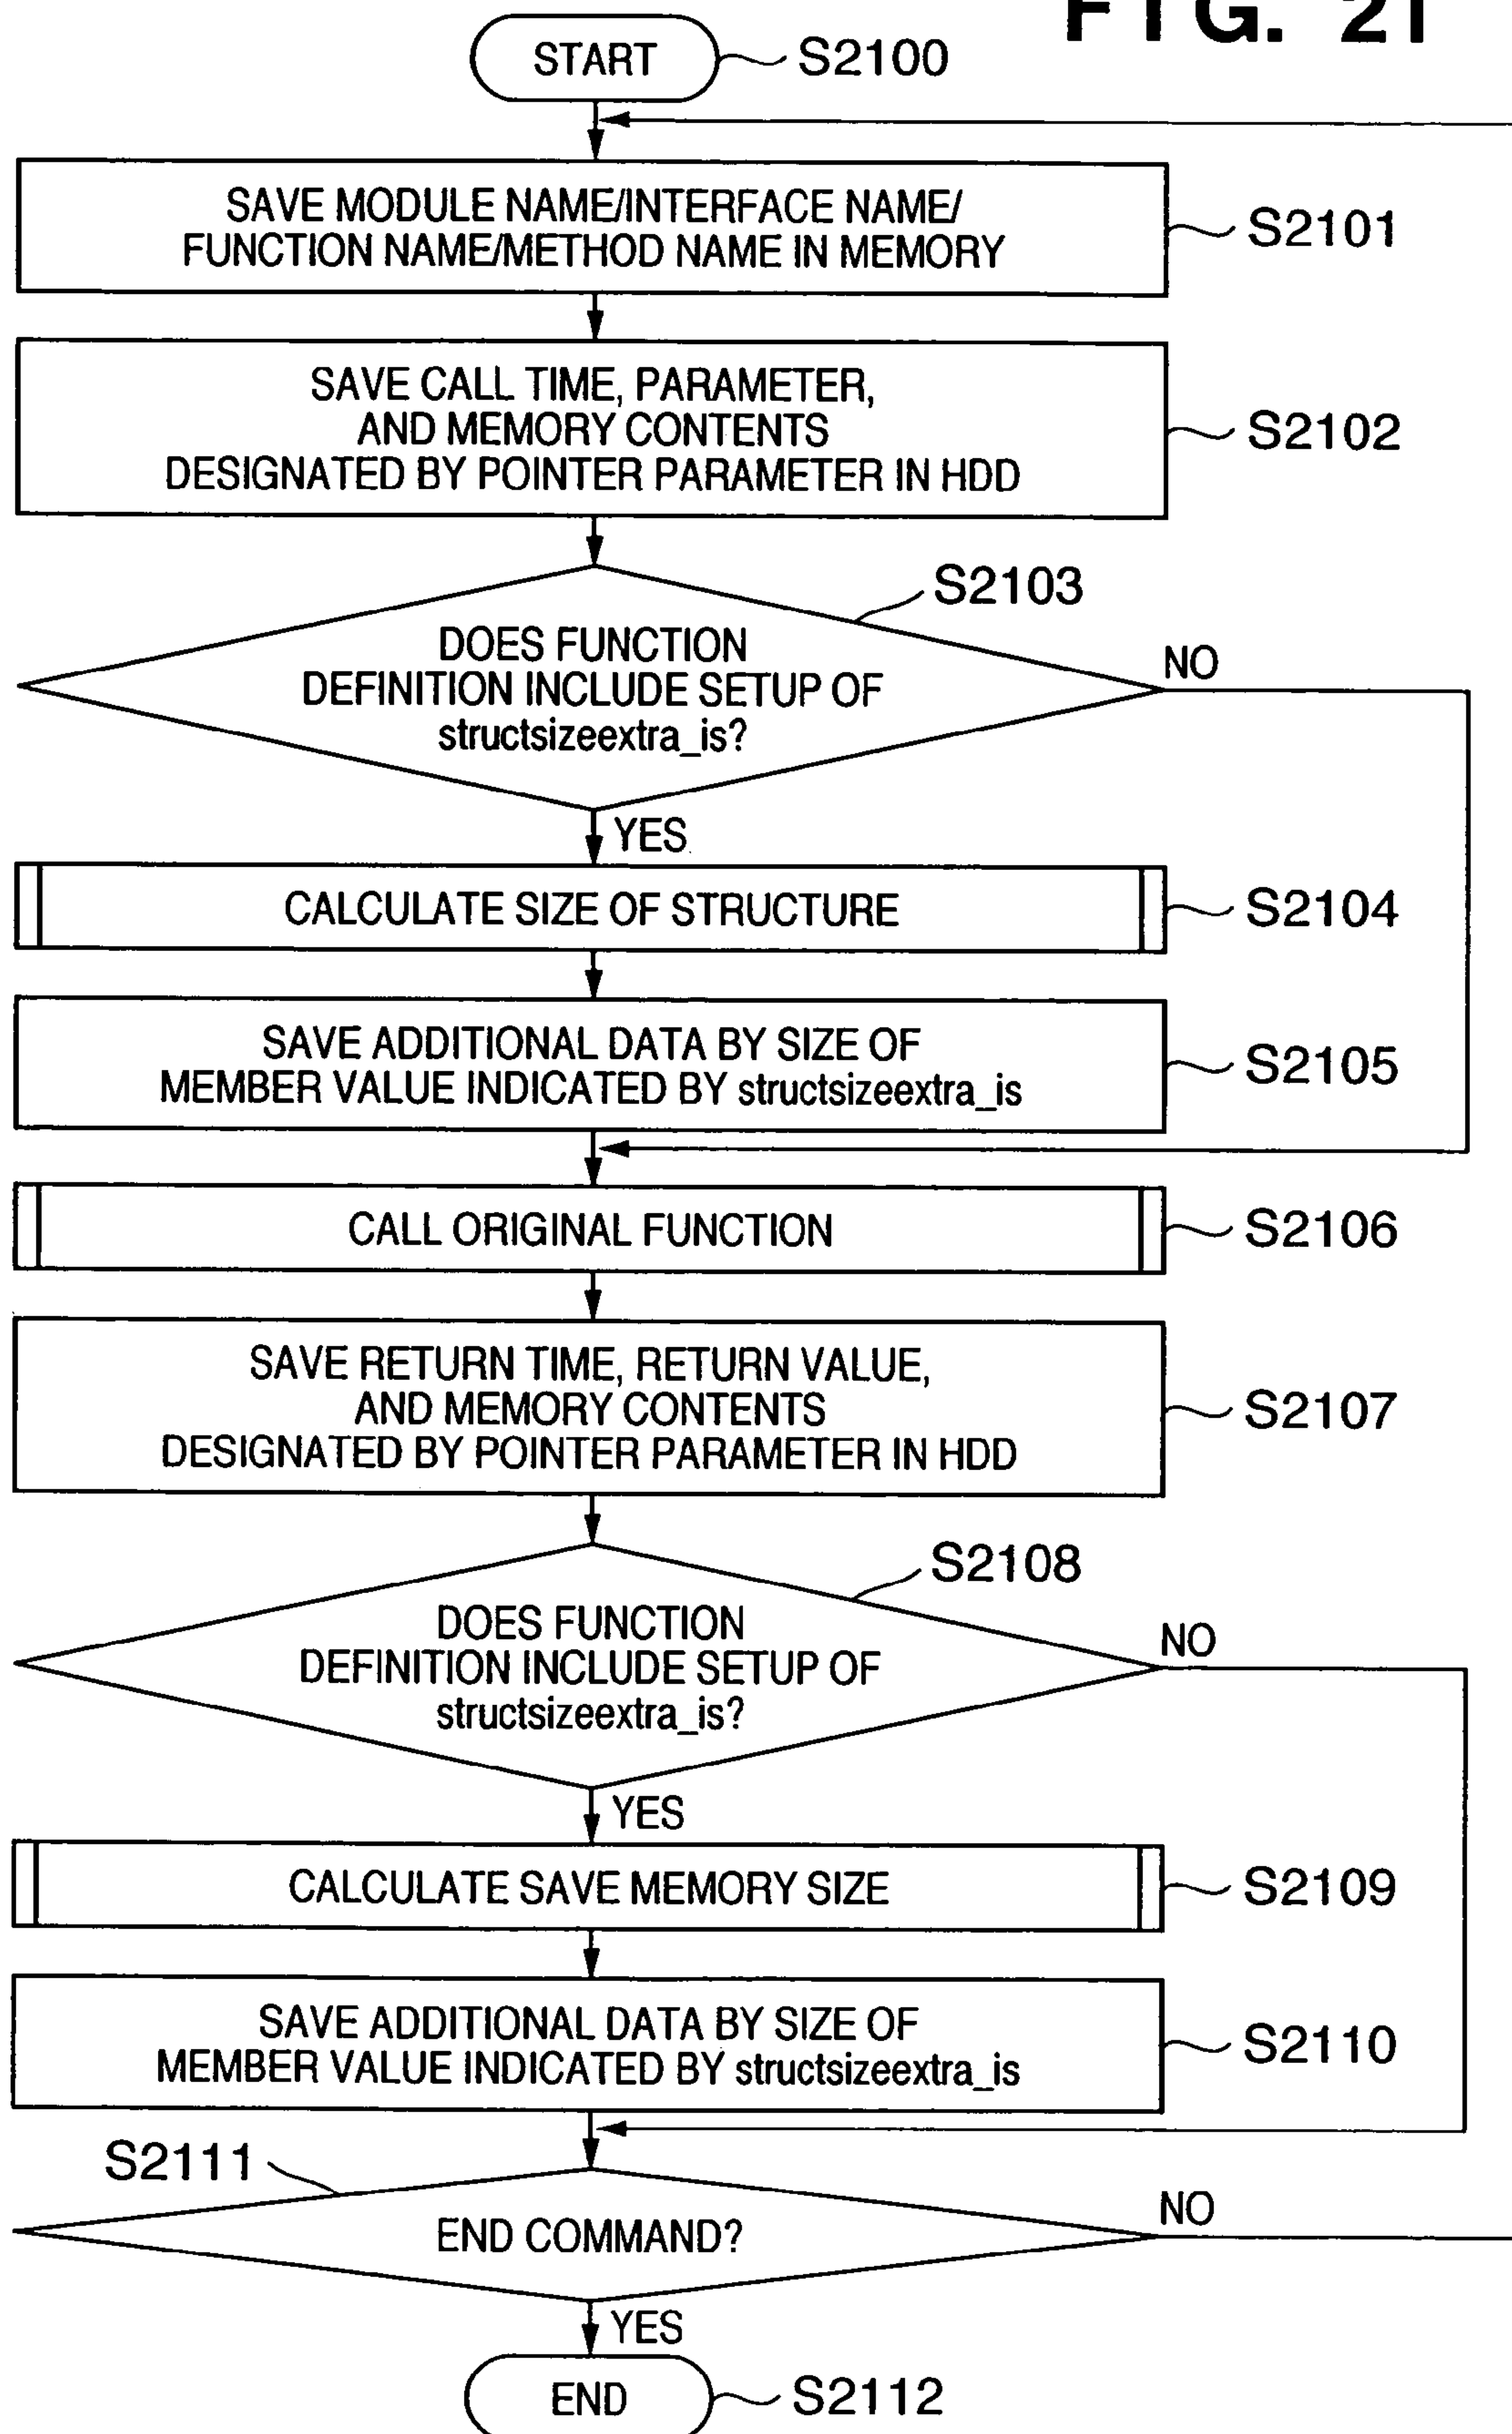 FIG. 21
START
S2100
SAVE MODULE NAME/INTERFACE NAME/
FUNCTION NAME/METHOD NAME IN MEMORY
S2101
SAVE CALL TIME, PARAMETER,
AND MEMORY CONTENTS
DESIGNATED BY POINTER PARAMETER IN HDD
S2102
S2103
DOES FUNCTION
DEFINITION INCLUDE SETUP OF
structsizeextra_is?
NO
YES
CALCULATE SIZE OF STRUCTURE
S2104
SAVE ADDITIONAL DATA BY SIZE OF
MEMBER VALUE INDICATED BY structsizeextra_is
S2105
CALL ORIGINAL FUNCTION
S2106
SAVE RETURN TIME, RETURN VALUE,
AND MEMORY CONTENTS
DESIGNATED BY POINTER PARAMETER IN HDD
S2107
S2108
DOES FUNCTION
DEFINITION INCLUDE SETUP OF
structsizeextra_is?
NO
YES
CALCULATE SAVE MEMORY SIZE
S2109
SAVE ADDITIONAL DATA BY SIZE OF
MEMBER VALUE INDICATED BY structsizeextra_is
S2110
S2111
END COMMAND?
NO
YES
END
S2112